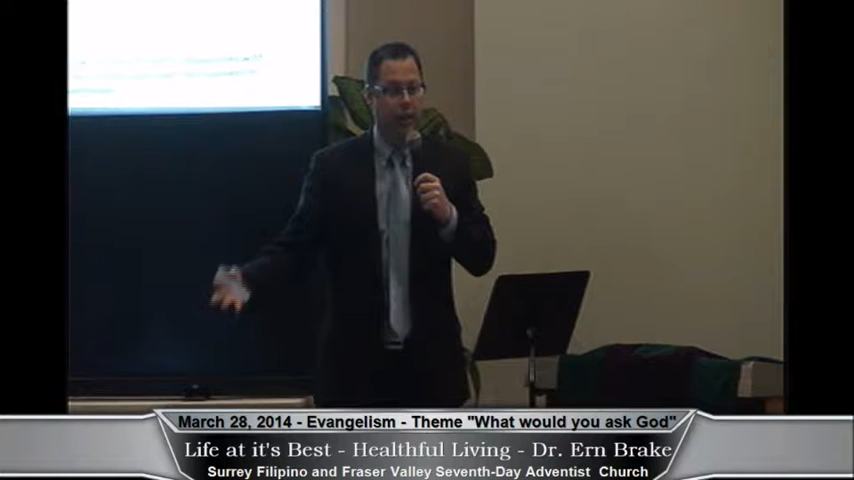 March 28, 2014 - Evangelism - Theme "What would you ask God"
Life at it's Best - Healthful Living - Dr. Ern Brake
Surrey Filipino and Fraser Valley Seventh-Day Adventist Church